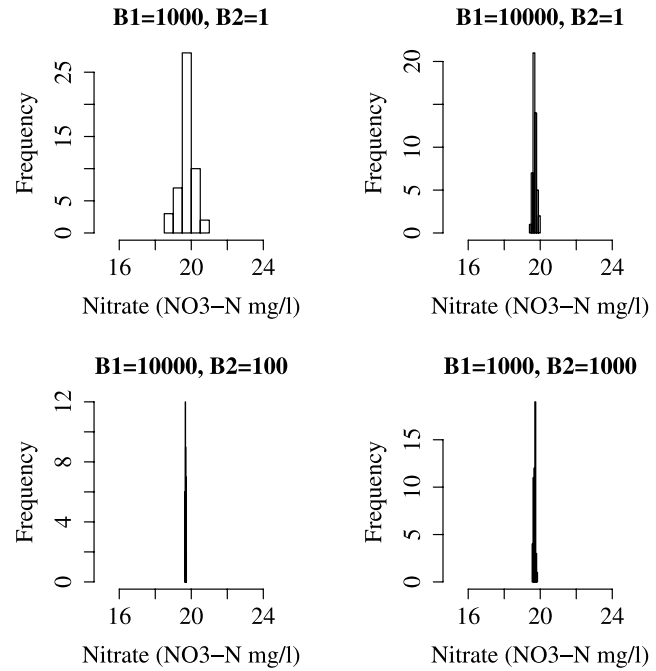 B1=1000, B2=1
Frequency
0 5 15 25
16 20 24
Nitrate (NO3−N mg/l)
B1=10000, B2=1
Frequency
0 5 10 20
16 20 24
Nitrate (NO3−N mg/l)
B1=10000, B2=100
Frequency
0 4 8 12
16 20 24
Nitrate (NO3−N mg/l)
B1=1000, B2=1000
Frequency
0 5 10 15
16 20 24
Nitrate (NO3−N mg/l)